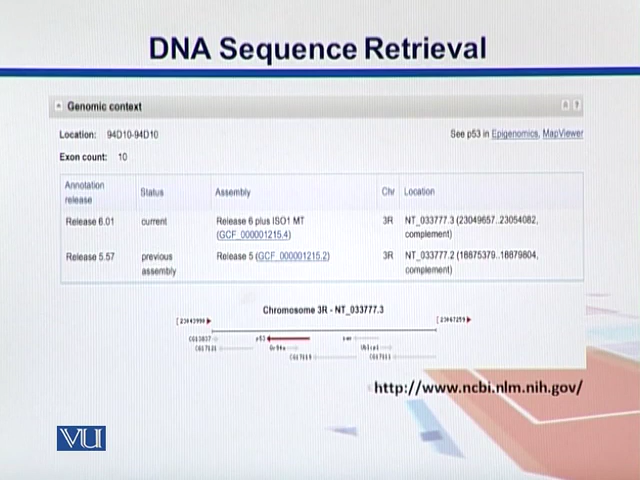 DNA Sequence Retrieval
Genomic context
Location: 94D10-94D10
See p53 in Epigenomics, MapViewer
Exon count: 10
Annotation release Status Assembly Chr Location
Release 6.01 current Release 6 plus ISO1 MT (GCF_000001215.4) 3R NT_033777.3 (23049657..23054082, complement)
Release 5.57 previous assembly Release 5 (GCF_000001215.2) 3R NT_033777.2 (18875379..18879804, complement)
Chromosome 3R - NT_033777.3
p53
http://www.ncbi.nlm.nih.gov/
VU